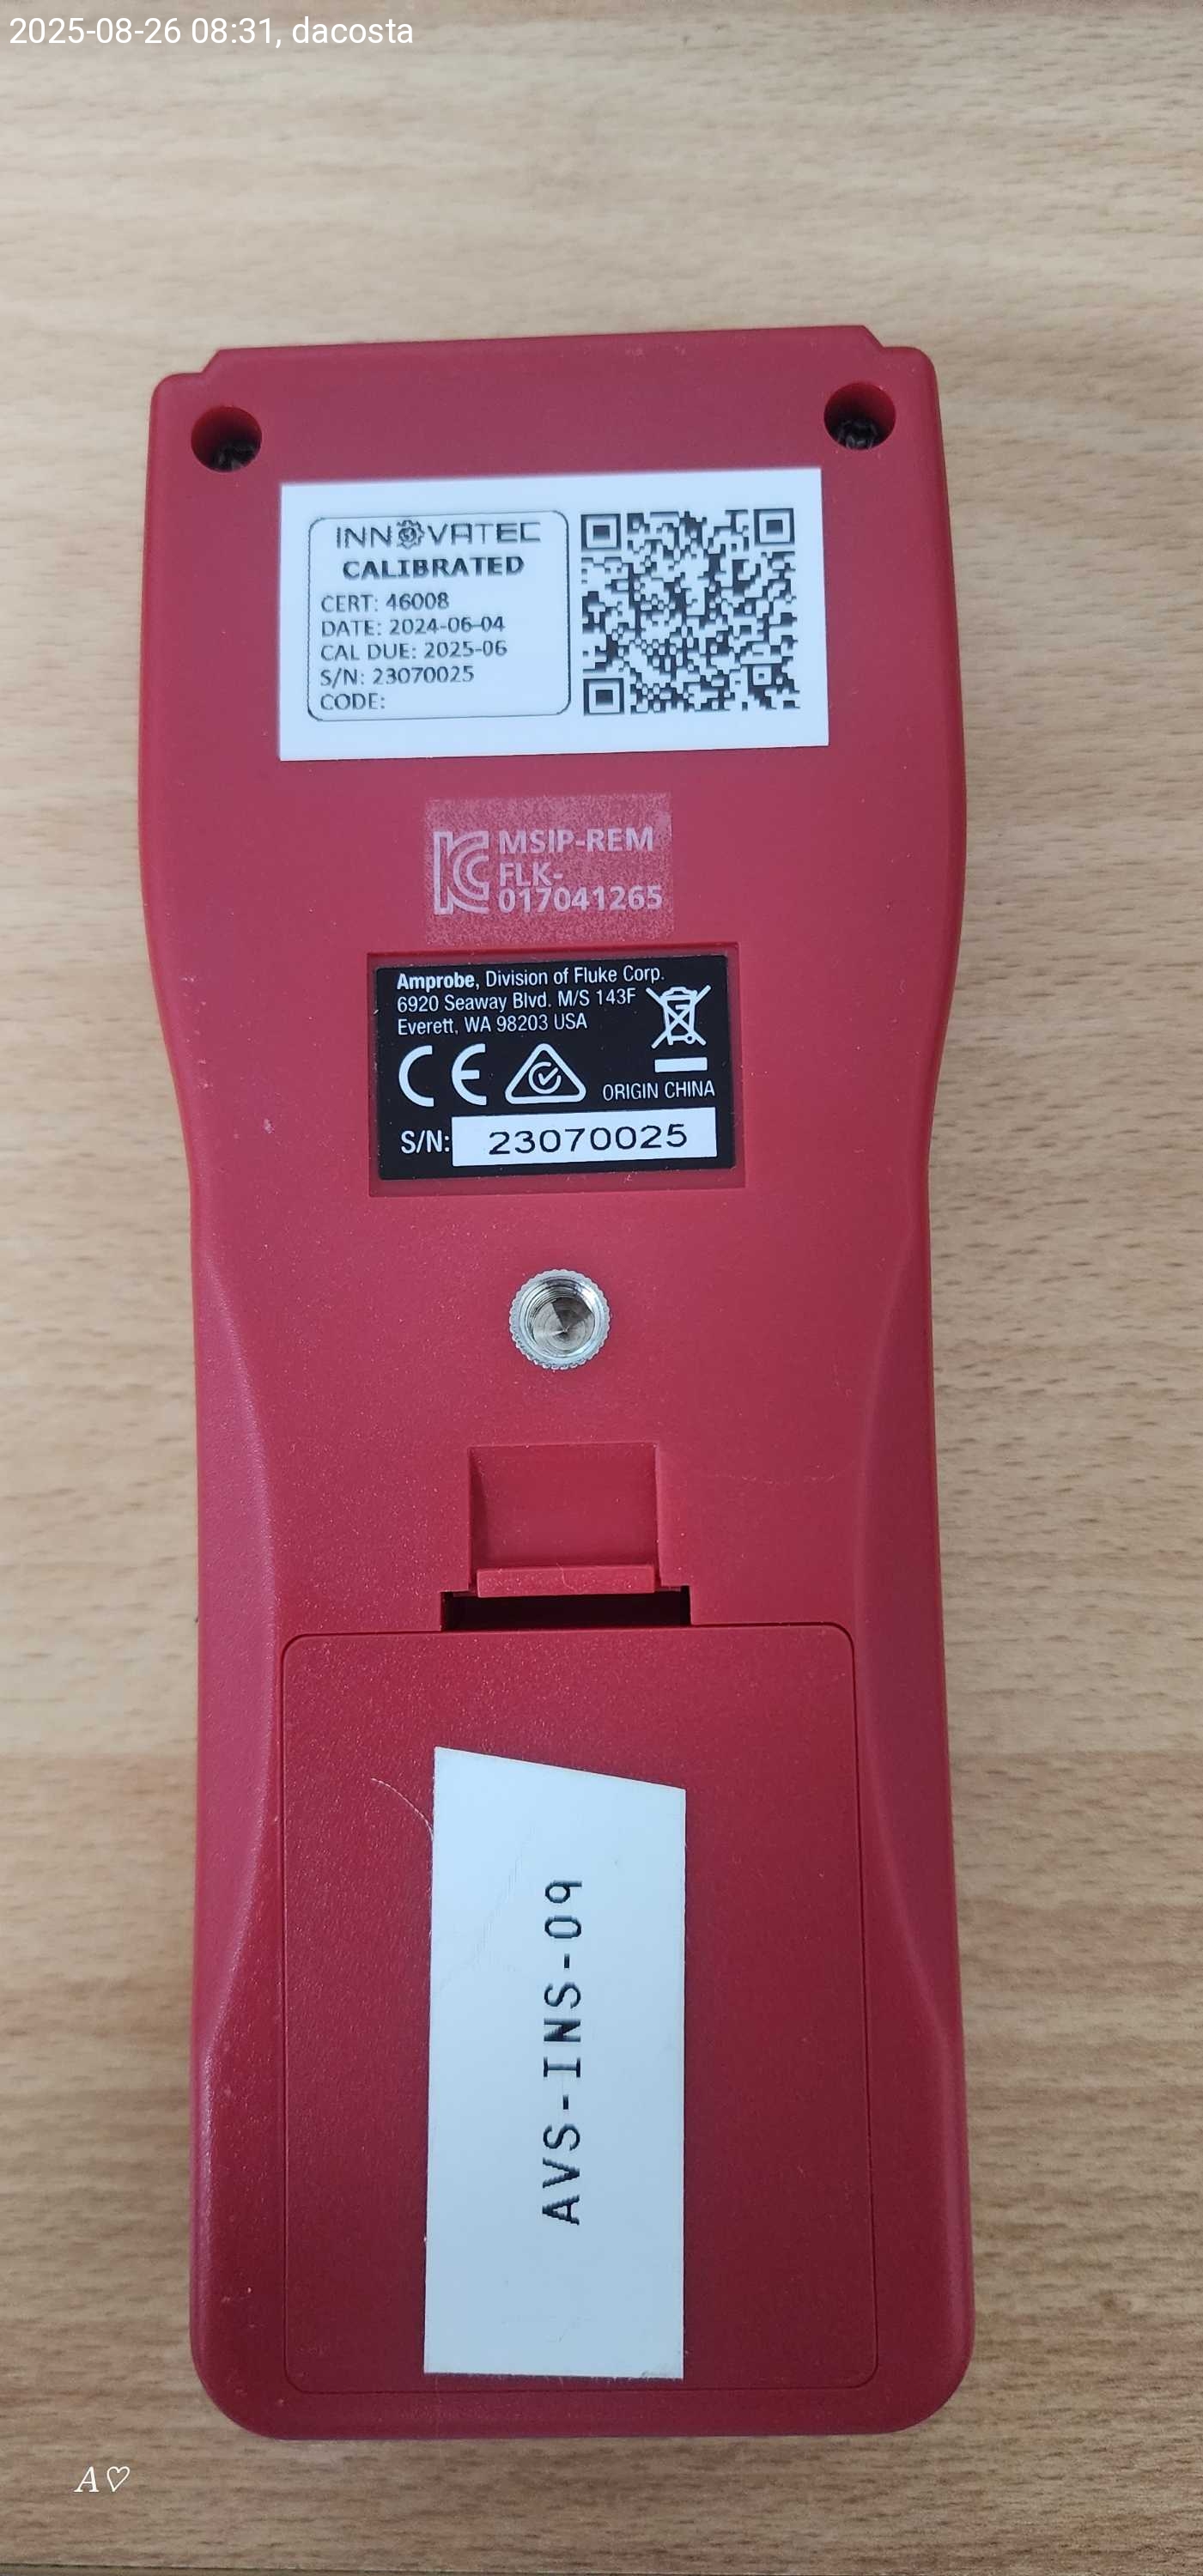 2025-08-26 08:31, dacosta
INNOVATEC
CALIBRATED
CERT: 46008
DATE: 2024-06-04
CAL DUE: 2025-06
S/N: 23070025
CODE:
MSIP-REM
FLK-
017041265
Amprobe, Division of Fluke Corp.
6920 Seaway Blvd. M/S 143F
Everett, WA 98203 USA
CE
ORIGIN CHINA
S/N: 23070025
AVS-INS-09
A♡